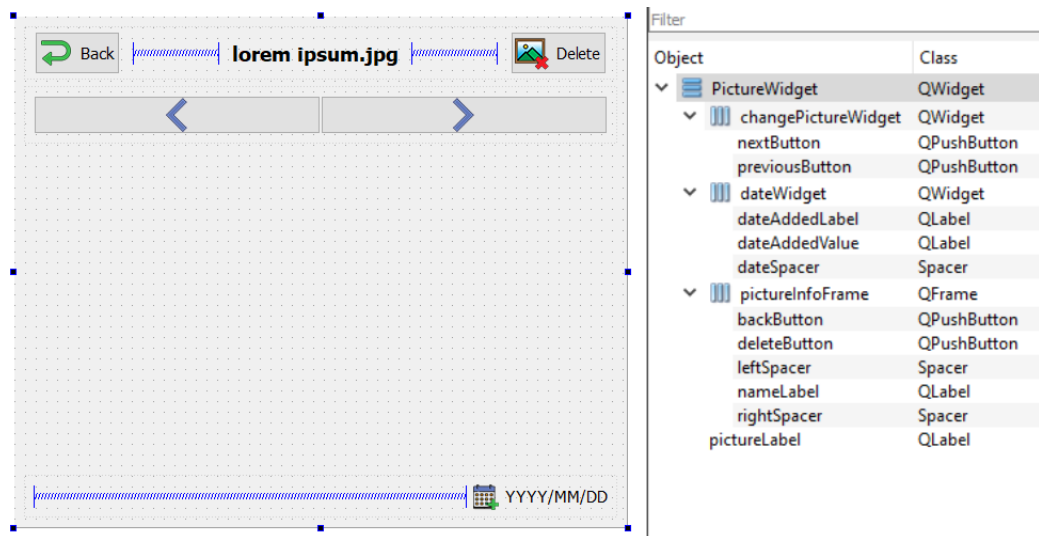 Back lorem ipsum.jpg Delete
YYYY/MM/DD
Filter
Object Class
PictureWidget QWidget
changePictureWidget QWidget
nextButton QPushButton
previousButton QPushButton
dateWidget QWidget
dateAddedLabel QLabel
dateAddedValue QLabel
dateSpacer Spacer
pictureInfoFrame QFrame
backButton QPushButton
deleteButton QPushButton
leftSpacer Spacer
nameLabel QLabel
rightSpacer Spacer
pictureLabel QLabel